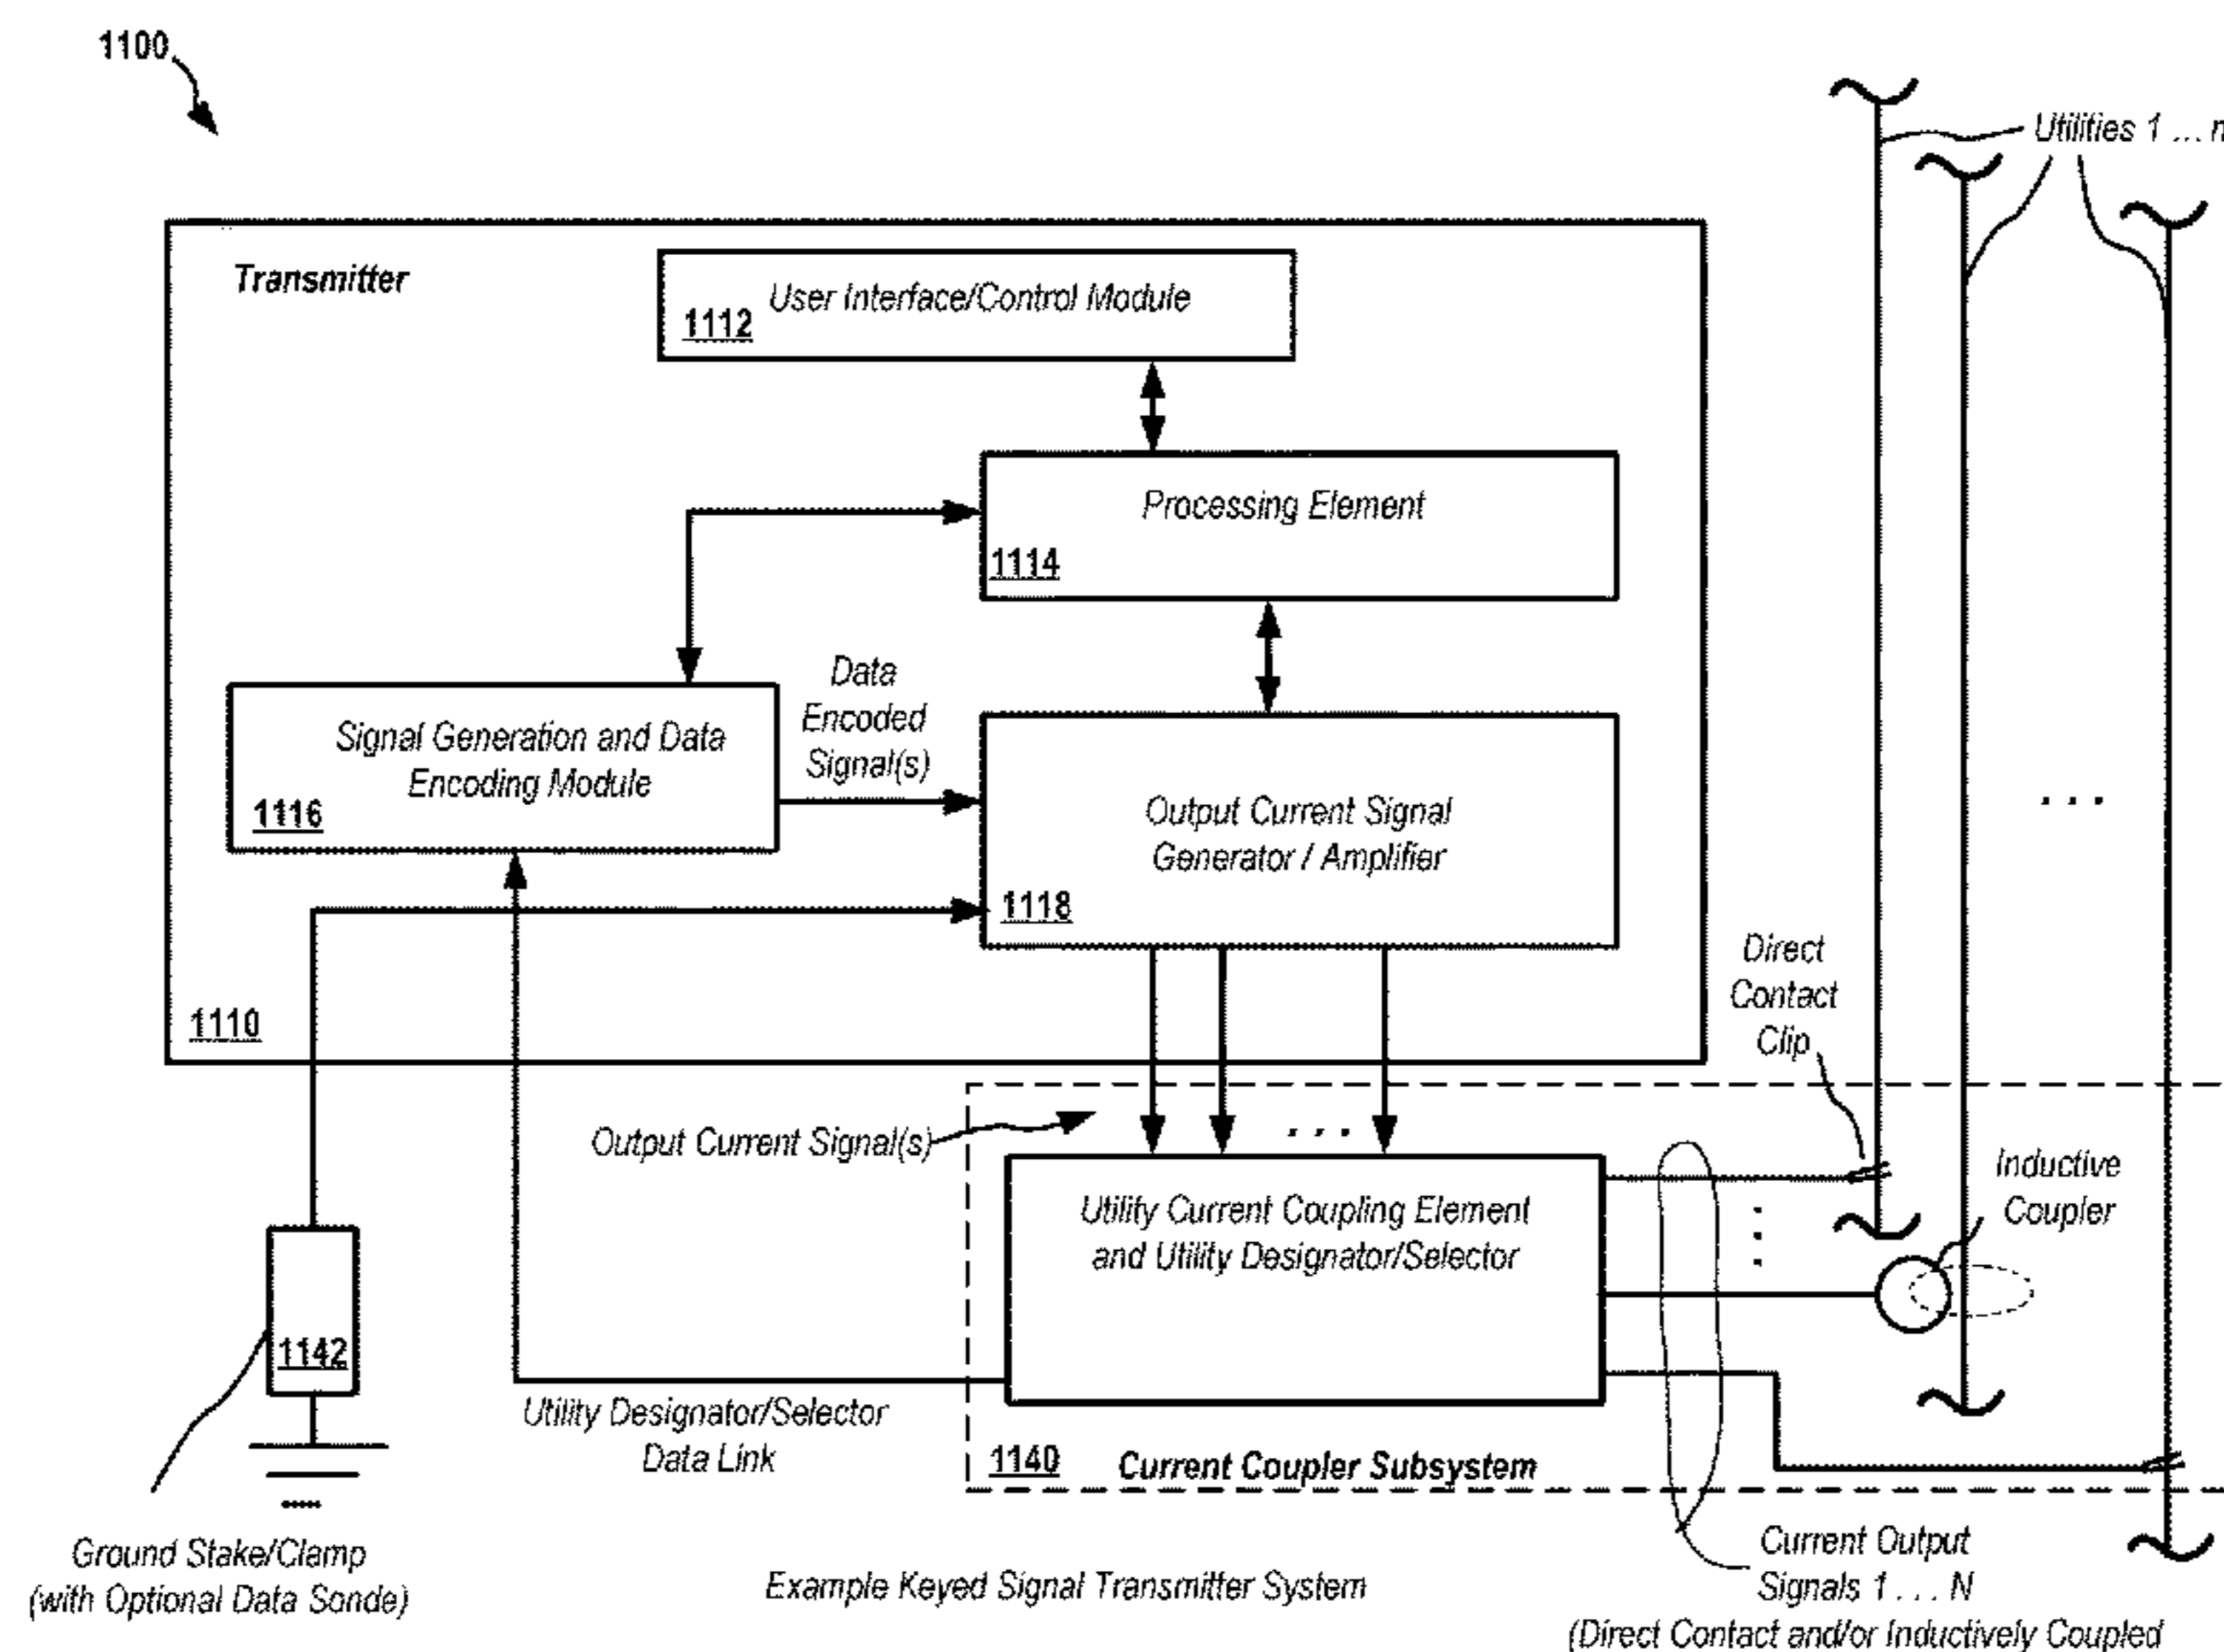 1100
Utilities 1 ... n
Transmitter
User Interface/Control Module
1112
Processing Element
1114
Data
Encoded
Signal(s)
Signal Generation and Data
Encoding Module
1116
Output Current Signal
Generator / Amplifier
1118
. . .
Direct
Contact
Clip
1110
Output Current Signal(s)
. . .
Utility Current Coupling Element
and Utility Designator/Selector
Inductive
Coupler
1142
Utility Designator/Selector
Data Link
1140
Current Coupler Subsystem
Ground Stake/Clamp
(with Optional Data Sonde)
Example Keyed Signal Transmitter System
Current Output
Signals 1 . . . N
(Direct Contact and/or Inductively Coupled